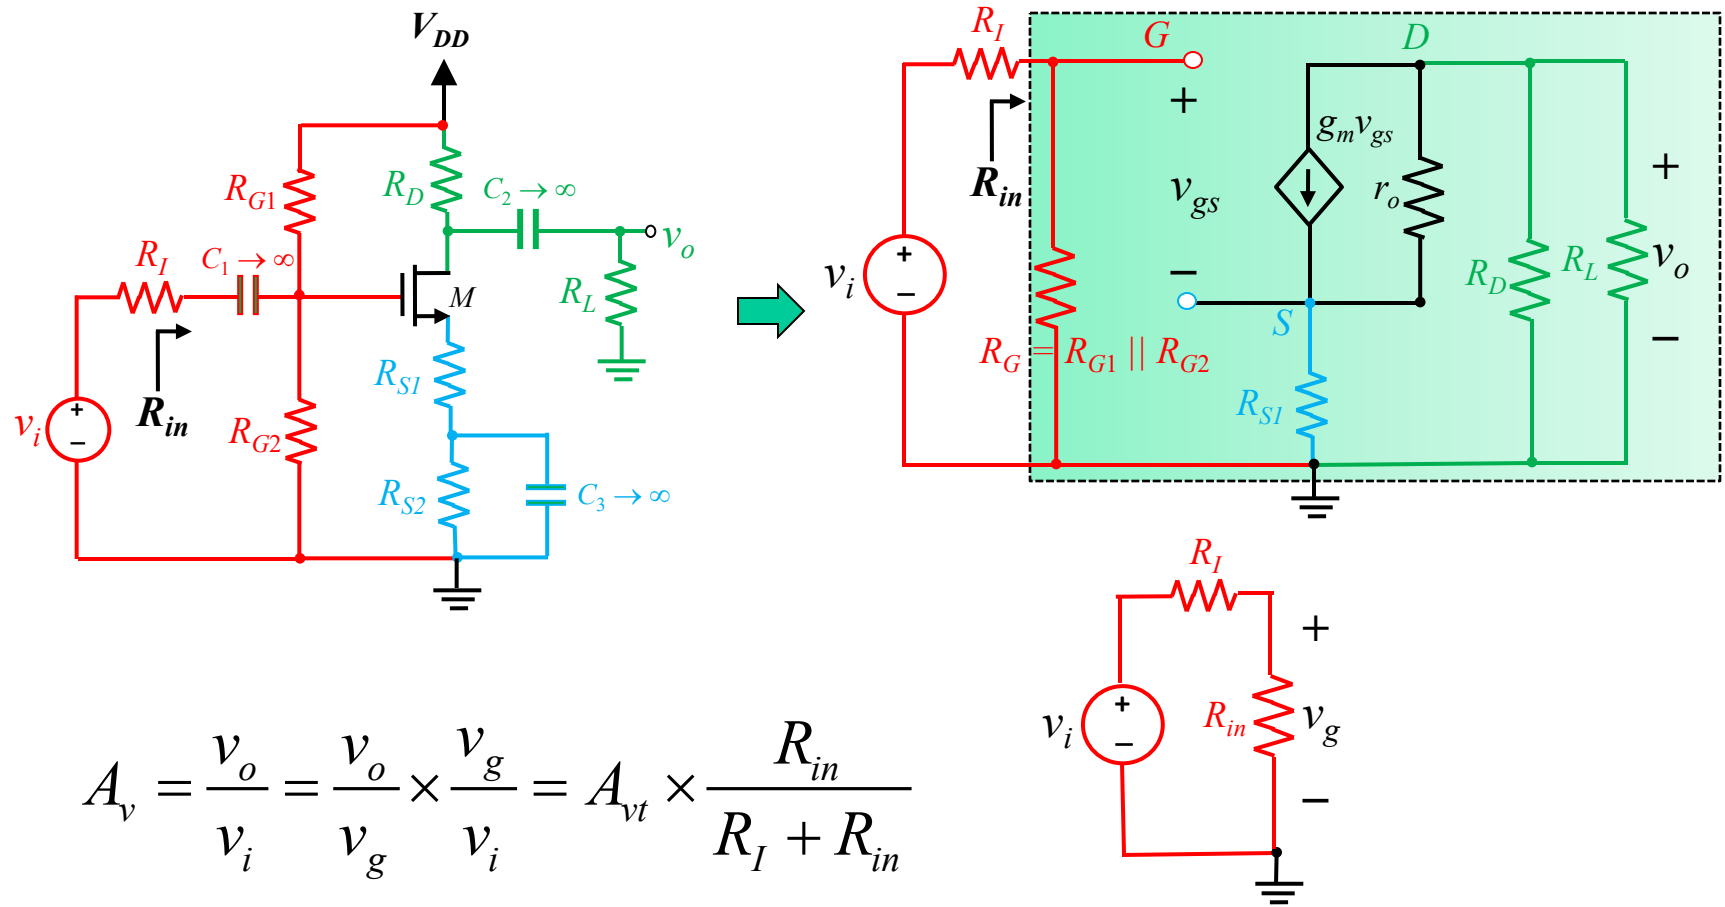 V_DD
R_G1
R_D
C_2 → ∞
v_o
R_I
C_1 → ∞
M
R_L
R_in
R_S1
v_i
+
−
R_G2
R_S2
C_3 → ∞
R_I
G
D
+
g_m v_gs
R_in
v_gs
r_o
+
v_i
+
−
−
R_D
R_L
v_o
S
−
R_G = R_G1 || R_G2
R_S1
R_I
+
v_i
+
−
R_in
v_g
−
A_v = v_o / v_i = v_o / v_g × v_g / v_i = A_vt × R_in / (R_I + R_in)